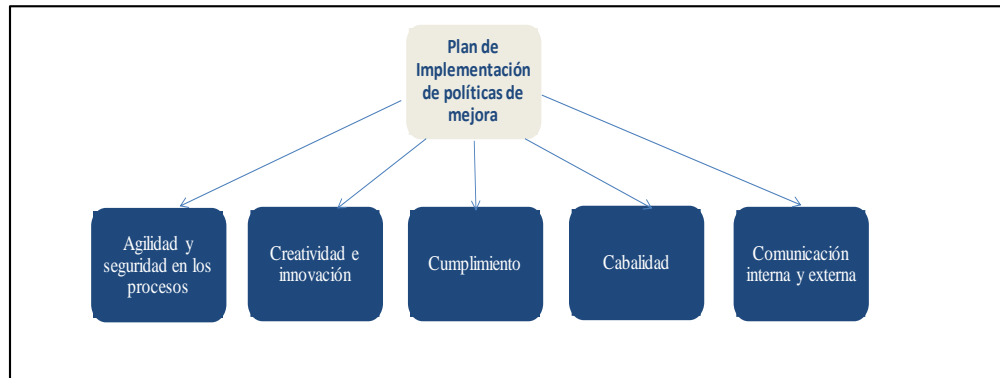 Plan de
Implementación
de políticas de
mejora
Agilidad y
seguridad en los
procesos
Creatividad e
innovación
Cumplimiento
Cabalidad
Comunicación
interna y externa